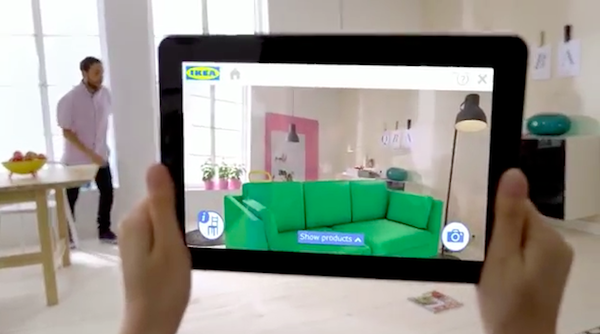 IKEA
?
X
Q R A
B A
i
Show products